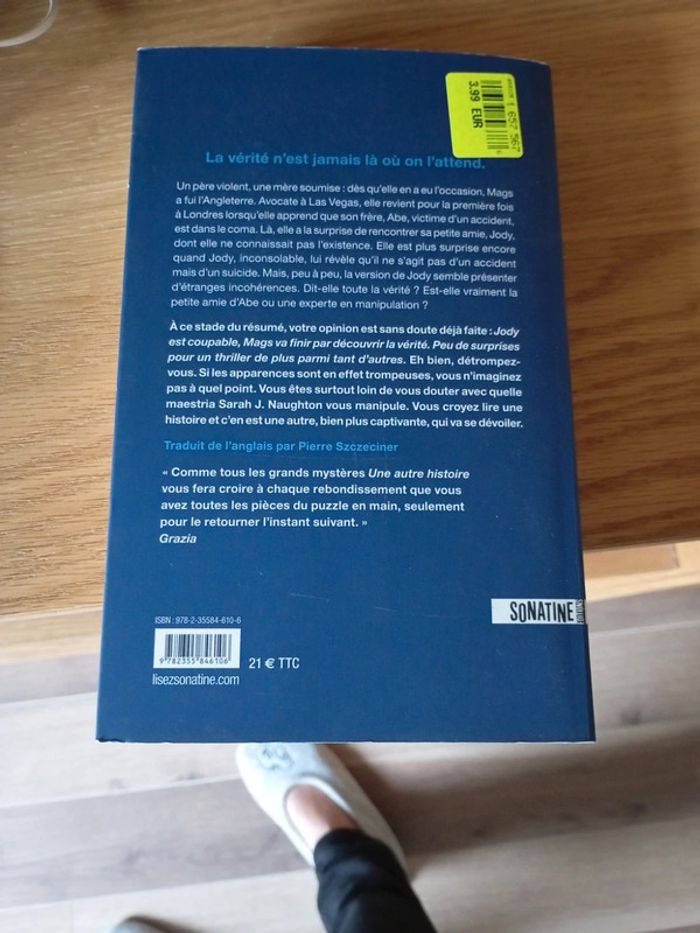 3.99 EUR
1 657 567
6
La vérité n'est jamais là où on l'attend.
Un père violent, une mère soumise : dès qu'elle en a eu l'occasion, Mags
a fui l'Angleterre. Avocate à Las Vegas, elle revient pour la première fois
à Londres lorsqu'elle apprend que son frère, Abe, victime d'un accident,
est dans le coma. Là, elle a la surprise de rencontrer sa petite amie, Jody,
dont elle ne connaissait pas l'existence. Elle est plus surprise encore
quand Jody, inconsolable, lui révèle qu'il ne s'agit pas d'un accident
mais d'un suicide. Mais, peu à peu, la version de Jody semble présenter
d'étranges incohérences. Dit-elle toute la vérité ? Est-elle vraiment la
petite amie d'Abe ou une experte en manipulation ?
À ce stade du résumé, votre opinion est sans doute déjà faite : Jody
est coupable, Mags va finir par découvrir la vérité. Peu de surprises
pour un thriller de plus parmi tant d'autres. Eh bien, détrompez-
vous. Si les apparences sont en effet trompeuses, vous n'imaginez
pas à quel point. Vous êtes surtout loin de vous douter avec quelle
maestria Sarah J. Naughton vous manipule. Vous croyez lire une
histoire et c'en est une autre, bien plus captivante, qui va se dévoiler.
Traduit de l'anglais par Pierre Szczeciner
« Comme tous les grands mystères Une autre histoire
vous fera croire à chaque rebondissement que vous
avez toutes les pièces du puzzle en main, seulement
pour le retourner l'instant suivant. »
Grazia
SONATINE
EDITIONS
ISBN : 978-2-35584-610-6
9 782355 846106
21 € TTC
lisezsonatine.com